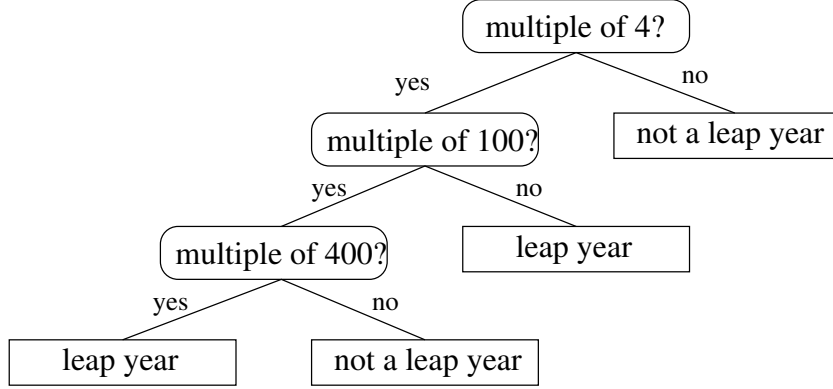 multiple of 4?
yes
no
multiple of 100?
not a leap year
yes
no
multiple of 400?
leap year
yes
no
leap year
not a leap year